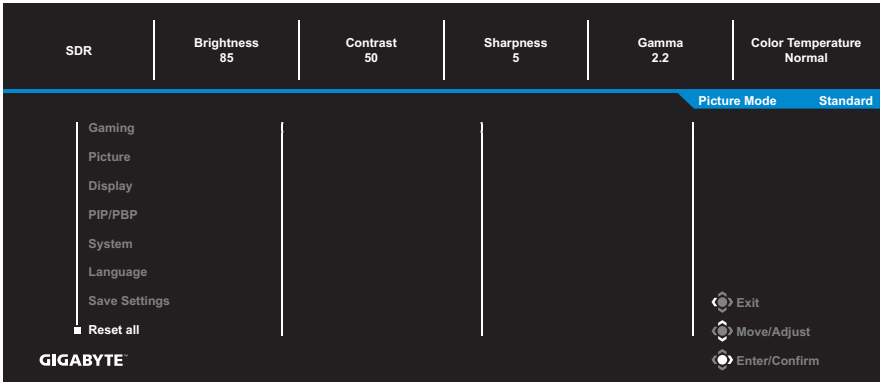 SDR Brightness Contrast Sharpness Gamma Color Temperature
85 50 5 2.2 Normal
Picture Mode Standard
Gaming
Picture
Display
PIP/PBP
System
Language
Save Settings
Exit
Reset all
Move/Adjust
GIGABYTE™
Enter/Confirm